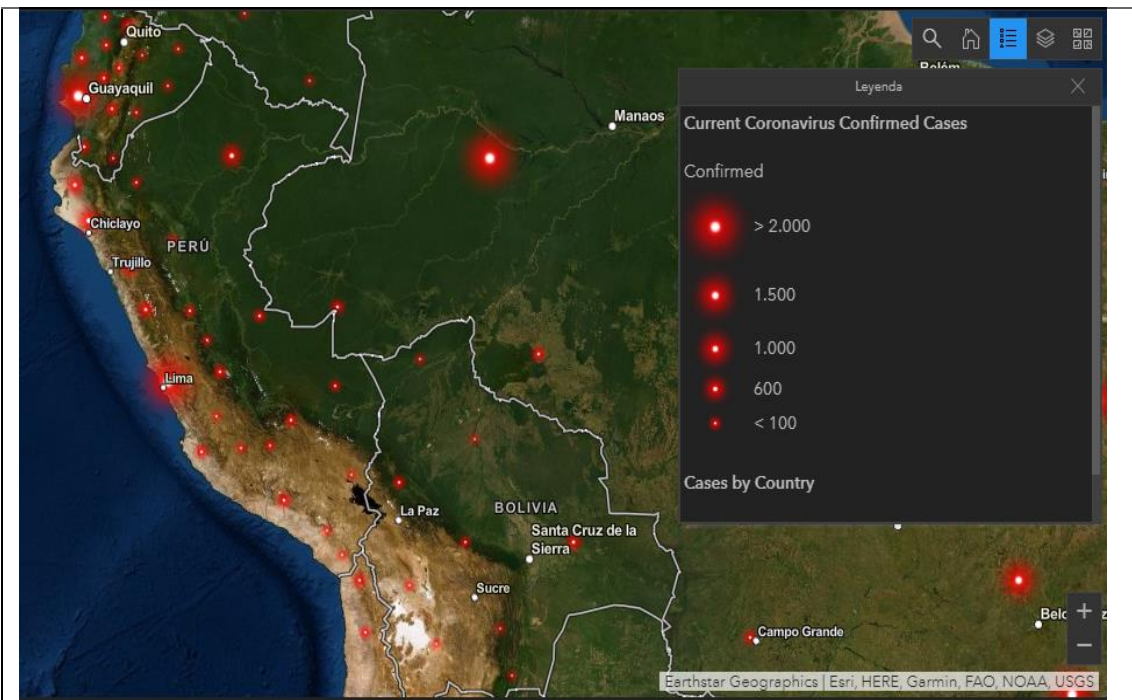 Quito
Guayaquil
Manaos
Chiclayo
PERÚ
Trujillo
Lima
La Paz
BOLIVIA
Santa Cruz de la
Sierra
Sucre
Campo Grande
Leyenda
Current Coronavirus Confirmed Cases
Confirmed
> 2.000
1.500
1.000
600
< 100
Cases by Country
+
−
Earthstar Geographics | Esri, HERE, Garmin, FAO, NOAA, USGS